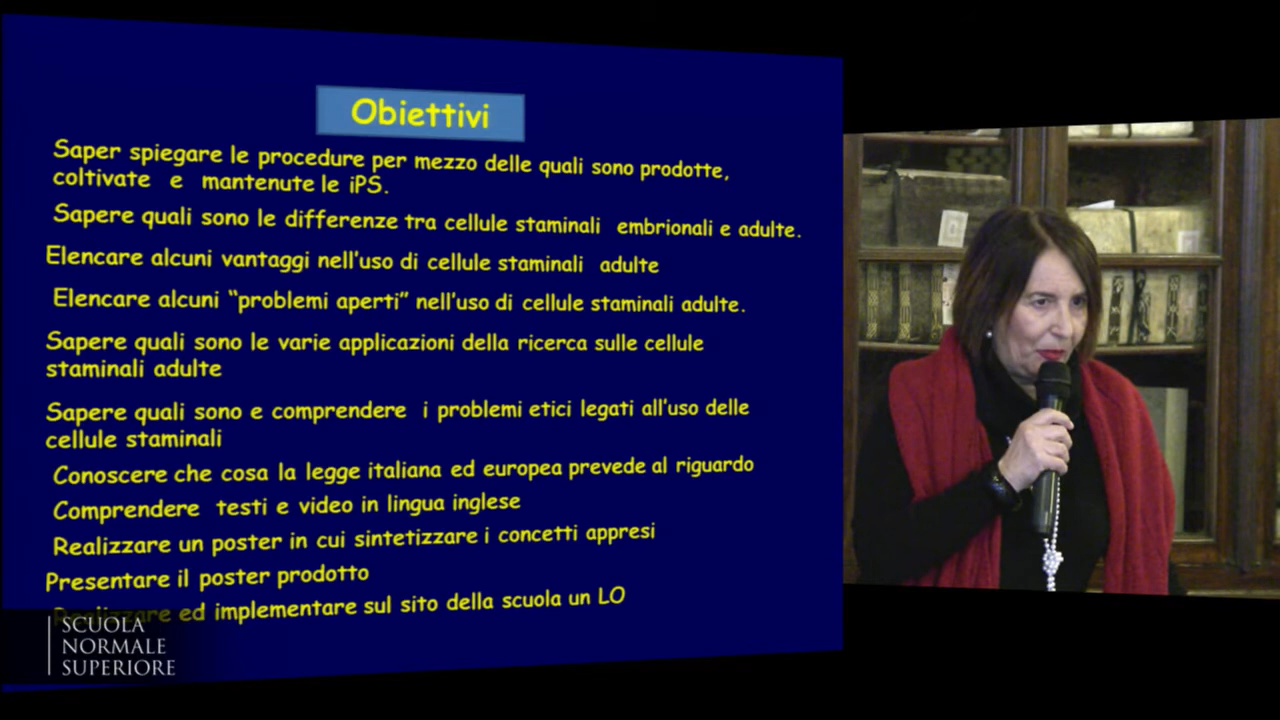 Obiettivi
Saper spiegare le procedure per mezzo delle quali sono prodotte,
coltivate e mantenute le iPS.
Sapere quali sono le differenze tra cellule staminali embrionali e adulte.
Elencare alcuni vantaggi nell'uso di cellule staminali adulte
Elencare alcuni "problemi aperti" nell'uso di cellule staminali adulte.
Sapere quali sono le varie applicazioni della ricerca sulle cellule
staminali adulte
Sapere quali sono e comprendere i problemi etici legati all'uso delle
cellule staminali
Conoscere che cosa la legge italiana ed europea prevede al riguardo
Comprendere testi e video in lingua inglese
Realizzare un poster in cui sintetizzare i concetti appresi
Presentare il poster prodotto
Realizzare ed implementare sul sito della scuola un LO
SCUOLA
NORMALE
SUPERIORE